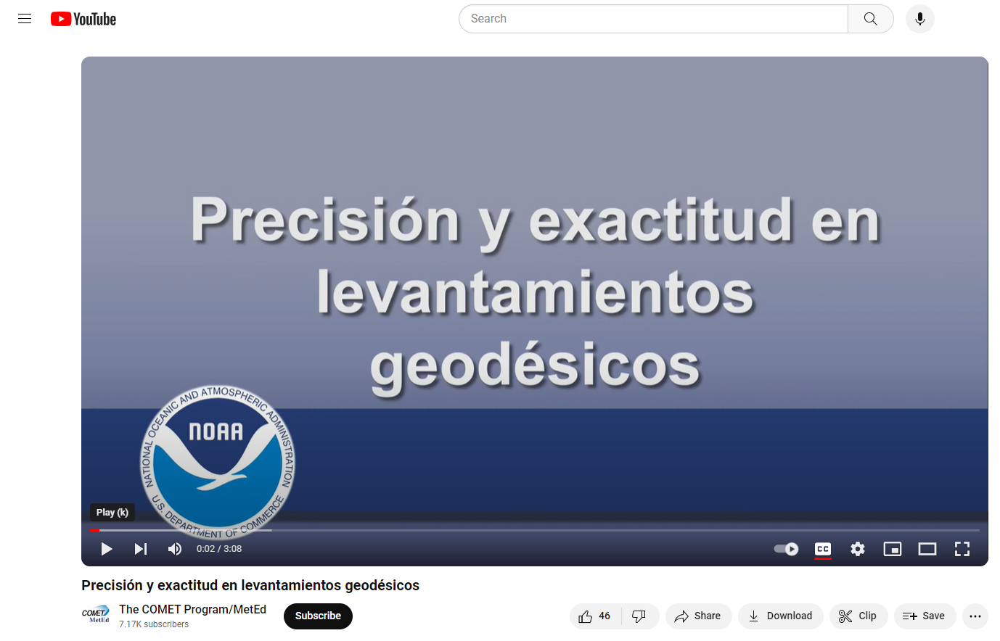 YouTube
Search
Precisión y exactitud en
levantamientos
geodésicos
NATIONAL OCEANIC AND ATMOSPHERIC ADMINISTRATION
NOAA
U.S. DEPARTMENT OF COMMERCE
Play (k)
0:02 / 3:08
CC
Precisión y exactitud en levantamientos geodésicos
COMET
MetEd
The COMET Program/MetEd
7.17K subscribers
Subscribe
46
Share
Download
Clip
Save